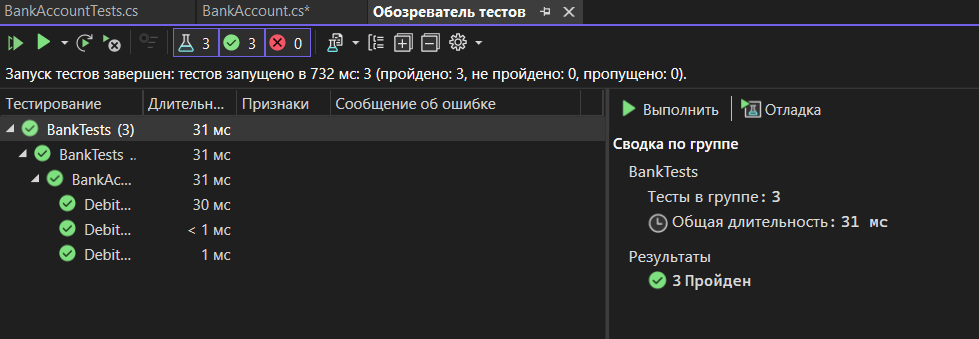 BankAccountTests.cs BankAccount.cs* Обозреватель тестов
3 3 0
Запуск тестов завершен: тестов запущено в 732 мс: 3 (пройдено: 3, не пройдено: 0, пропущено: 0).
Тестирование Длительн... Признаки Сообщение об ошибке
BankTests (3) 31 мс
BankTests .. 31 мс
BankAc... 31 мс
Debit... 30 мс
Debit... < 1 мс
Debit... 1 мс
Выполнить Отладка
Сводка по группе
BankTests
Тесты в группе: 3
Общая длительность: 31 мс
Результаты
3 Пройден